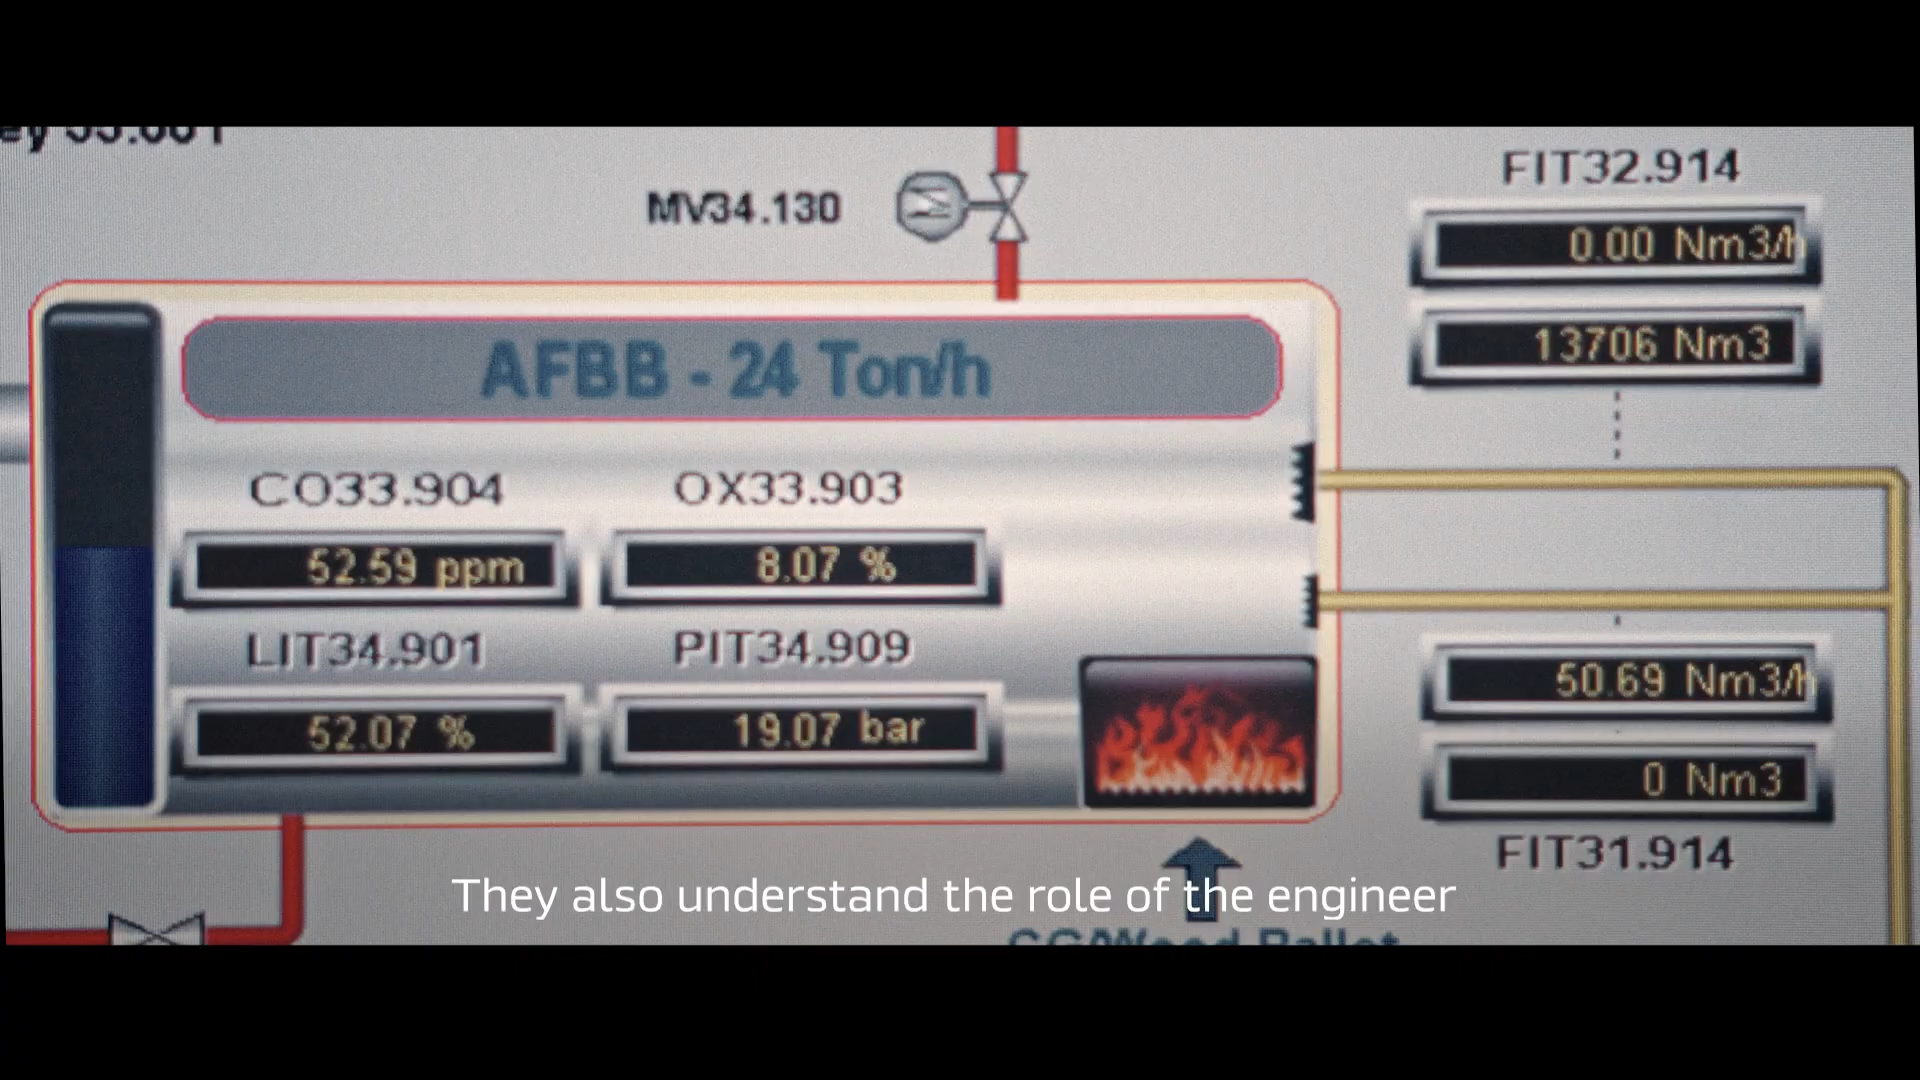 MV34.130
FIT32.914
0.00 Nm3/h
13706 Nm3
AFBB - 24 Ton/h
CO33.904
OX33.903
52.59 ppm
8.07 %
LIT34.901
PIT34.909
52.07 %
19.07 bar
50.69 Nm3/h
0 Nm3
FIT31.914
They also understand the role of the engineer